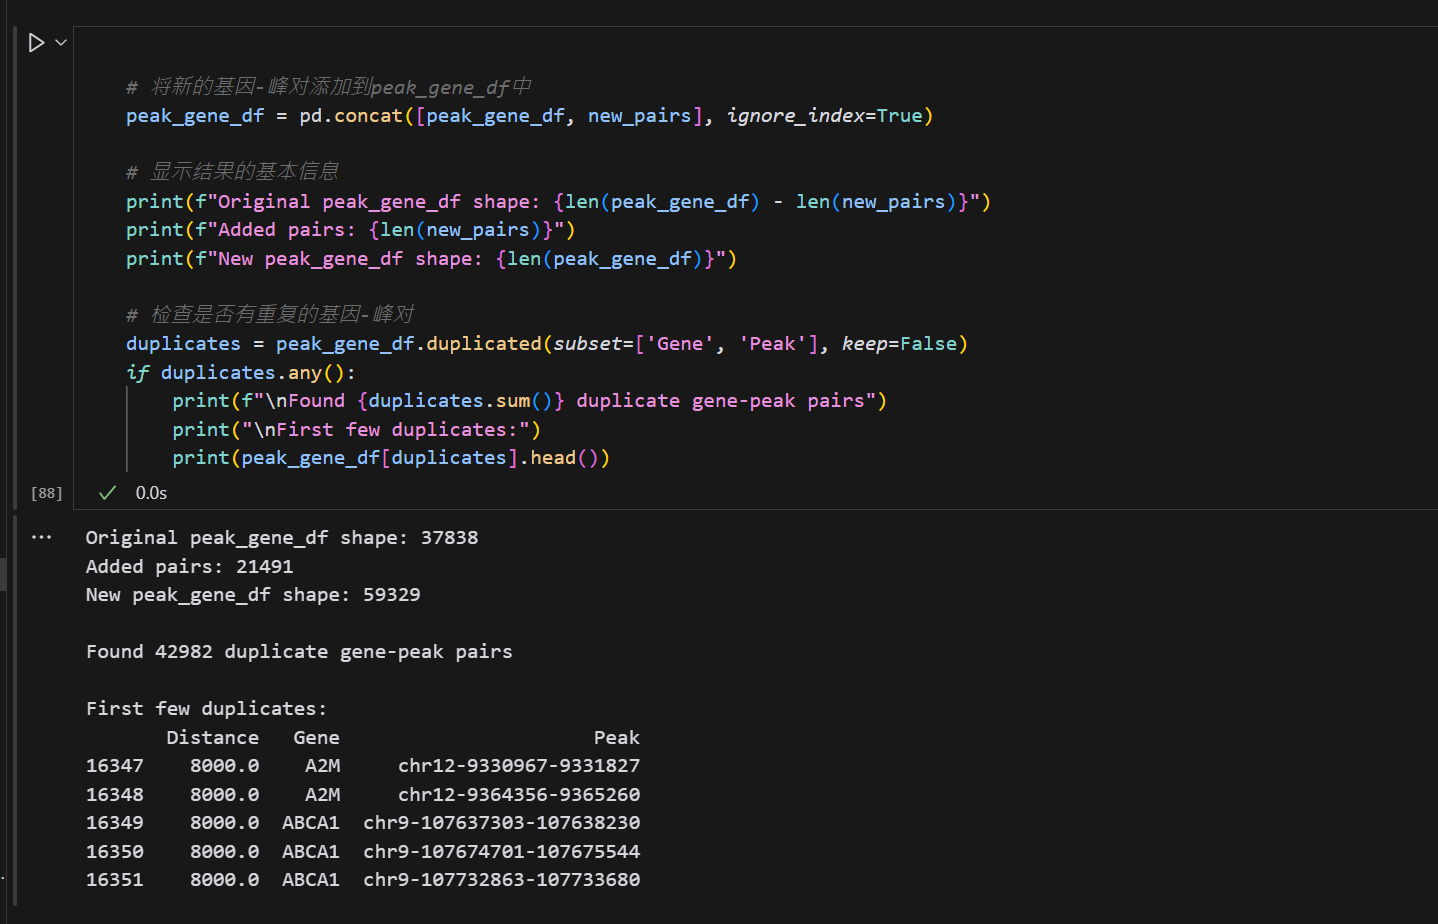 # 将新的基因-峰对添加到peak_gene_df中
peak_gene_df = pd.concat([peak_gene_df, new_pairs], ignore_index=True)
# 显示结果的基本信息
print(f"Original peak_gene_df shape: {len(peak_gene_df) - len(new_pairs)}")
print(f"Added pairs: {len(new_pairs)}")
print(f"New peak_gene_df shape: {len(peak_gene_df)}")
# 检查是否有重复的基因-峰对
duplicates = peak_gene_df.duplicated(subset=['Gene', 'Peak'], keep=False)
if duplicates.any():
    print(f"\nFound {duplicates.sum()} duplicate gene-peak pairs")
    print("\nFirst few duplicates:")
    print(peak_gene_df[duplicates].head())
[88] ✓ 0.0s
... Original peak_gene_df shape: 37838
Added pairs: 21491
New peak_gene_df shape: 59329
Found 42982 duplicate gene-peak pairs
First few duplicates:
       Distance   Gene                      Peak
16347    8000.0    A2M     chr12-9330967-9331827
16348    8000.0    A2M     chr12-9364356-9365260
16349    8000.0  ABCA1  chr9-107637303-107638230
16350    8000.0  ABCA1  chr9-107674701-107675544
16351    8000.0  ABCA1  chr9-107732863-107733680